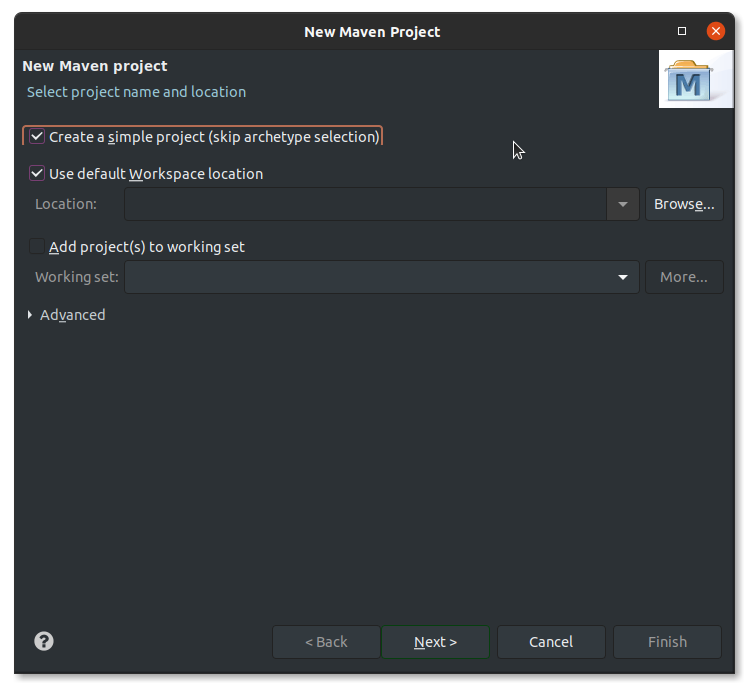 New Maven Project
New Maven project
Select project name and location
M
Create a simple project (skip archetype selection)
Use default Workspace location
Location:
Browse...
Add project(s) to working set
Working set:
More...
Advanced
?
< Back
Next >
Cancel
Finish